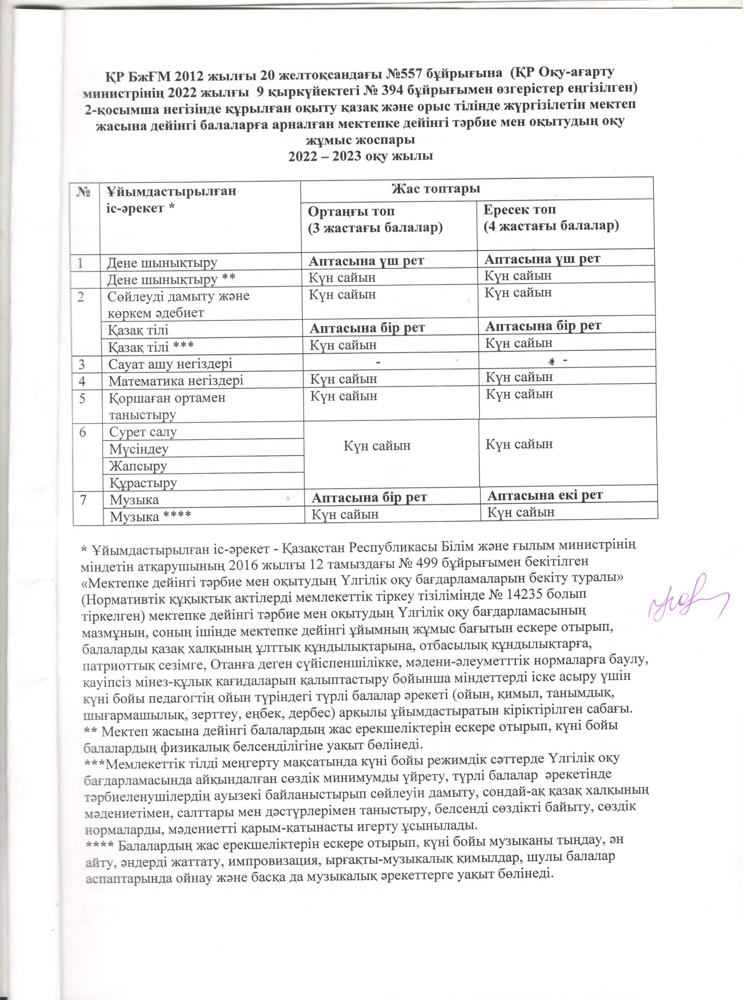 ҚР БжҒМ 2012 жылғы 20 желтоқсандағы №557 бұйрығына (ҚР Оқу-ағарту
министрінің 2022 жылғы 9 қыркүйектегі № 394 бұйрығымен өзгерістер еңгізілген)
2-қосымша негізінде құрылған оқыту қазақ және орыс тілінде жүргізілетін мектеп
жасына дейінгі балаларға арналған мектепке дейінгі тәрбие мен оқытудың оқу
жұмыс жоспары
2022 – 2023 оқу жылы
№ Ұйымдастырылған Жас топтары
іс-әрекет *
Ортаңғы топ Ересек топ
(3 жастағы балалар) (4 жастағы балалар)
1 Дене шынықтыру Аптасына үш рет Аптасына үш рет
Дене шынықтыру ** Күн сайын Күн сайын
2 Сөйлеуді дамыту және Күн сайын Күн сайын
көркем әдебиет
Қазақ тілі Аптасына бір рет Аптасына бір рет
Қазақ тілі *** Күн сайын Күн сайын
3 Сауат ашу негіздері - -
4 Математика негіздері Күн сайын Күн сайын
5 Қоршаған ортамен Күн сайын Күн сайын
таныстыру
6 Сурет салу
Мүсіндеу Күн сайын Күн сайын
Жапсыру
Құрастыру
7 Музыка Аптасына бір рет Аптасына екі рет
Музыка **** Күн сайын Күн сайын
* Ұйымдастырылған іс-әрекет - Қазақстан Республикасы Білім және ғылым министрінің
міндетін атқарушының 2016 жылғы 12 тамыздағы № 499 бұйрығымен бекітілген
«Мектепке дейінгі тәрбие мен оқытудың Үлгілік оқу бағдарламаларын бекіту туралы»
(Нормативтік құқықтық актілерді мемлекеттік тіркеу тізілімінде № 14235 болып
тіркелген) мектепке дейінгі тәрбие мен оқытудың Үлгілік оқу бағдарламасының
мазмұнын, соның ішінде мектепке дейінгі ұйымның жұмыс бағытын ескере отырып,
балаларды қазақ халқының ұлттық құндылықтарына, отбасылық құндылықтарға,
патриоттық сезімге, Отанға деген сүйіспеншілікке, мәдени-әлеуметттік нормаларға баулу,
қауіпсіз мінез-құлық қағидаларын қалыптастыру бойынша міндеттерді іске асыру үшін
күні бойы педагогтің ойын түріндегі түрлі балалар әрекеті (ойын, қимыл, танымдық,
шығармашылық, зерттеу, еңбек, дербес) арқылы ұйымдастыратын кіріктірілген сабағы.
** Мектеп жасына дейінгі балалардың жас ерекшеліктерін ескере отырып, күні бойы
балалардың физикалық белсенділігіне уақыт бөлінеді.
***Мемлекеттік тілді меңгерту мақсатында күні бойы режимдік сәттерде Үлгілік оқу
бағдарламасында айқындалған сөздік минимумды үйрету, түрлі балалар әрекетінде
тәрбиеленушілердің ауызекі байланыстырып сөйлеуін дамыту, сондай-ақ қазақ халқының
мәдениетімен, салттары мен дәстүрлерімен таныстыру, белсенді сөздікті байыту, сөздік
нормаларды, мәдениетті қарым-қатынасты игерту ұсынылады.
**** Балалардың жас ерекшеліктерін ескере отырып, күні бойы музыканы тыңдау, ән
айту, әндерді жаттату, импровизация, ырғақты-музыкалық қимылдар, шулы балалар
аспаптарында ойнау және басқа да музыкалық әрекеттерге уақыт бөлінеді.